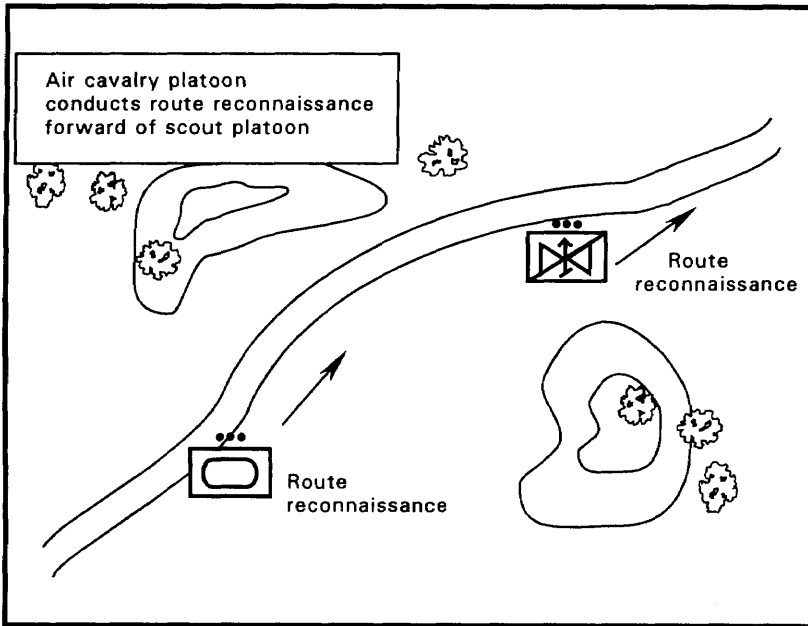 Air cavalry platoon
conducts route reconnaissance
forward of scout platoon
Route
reconnaissance
Route
reconnaissance